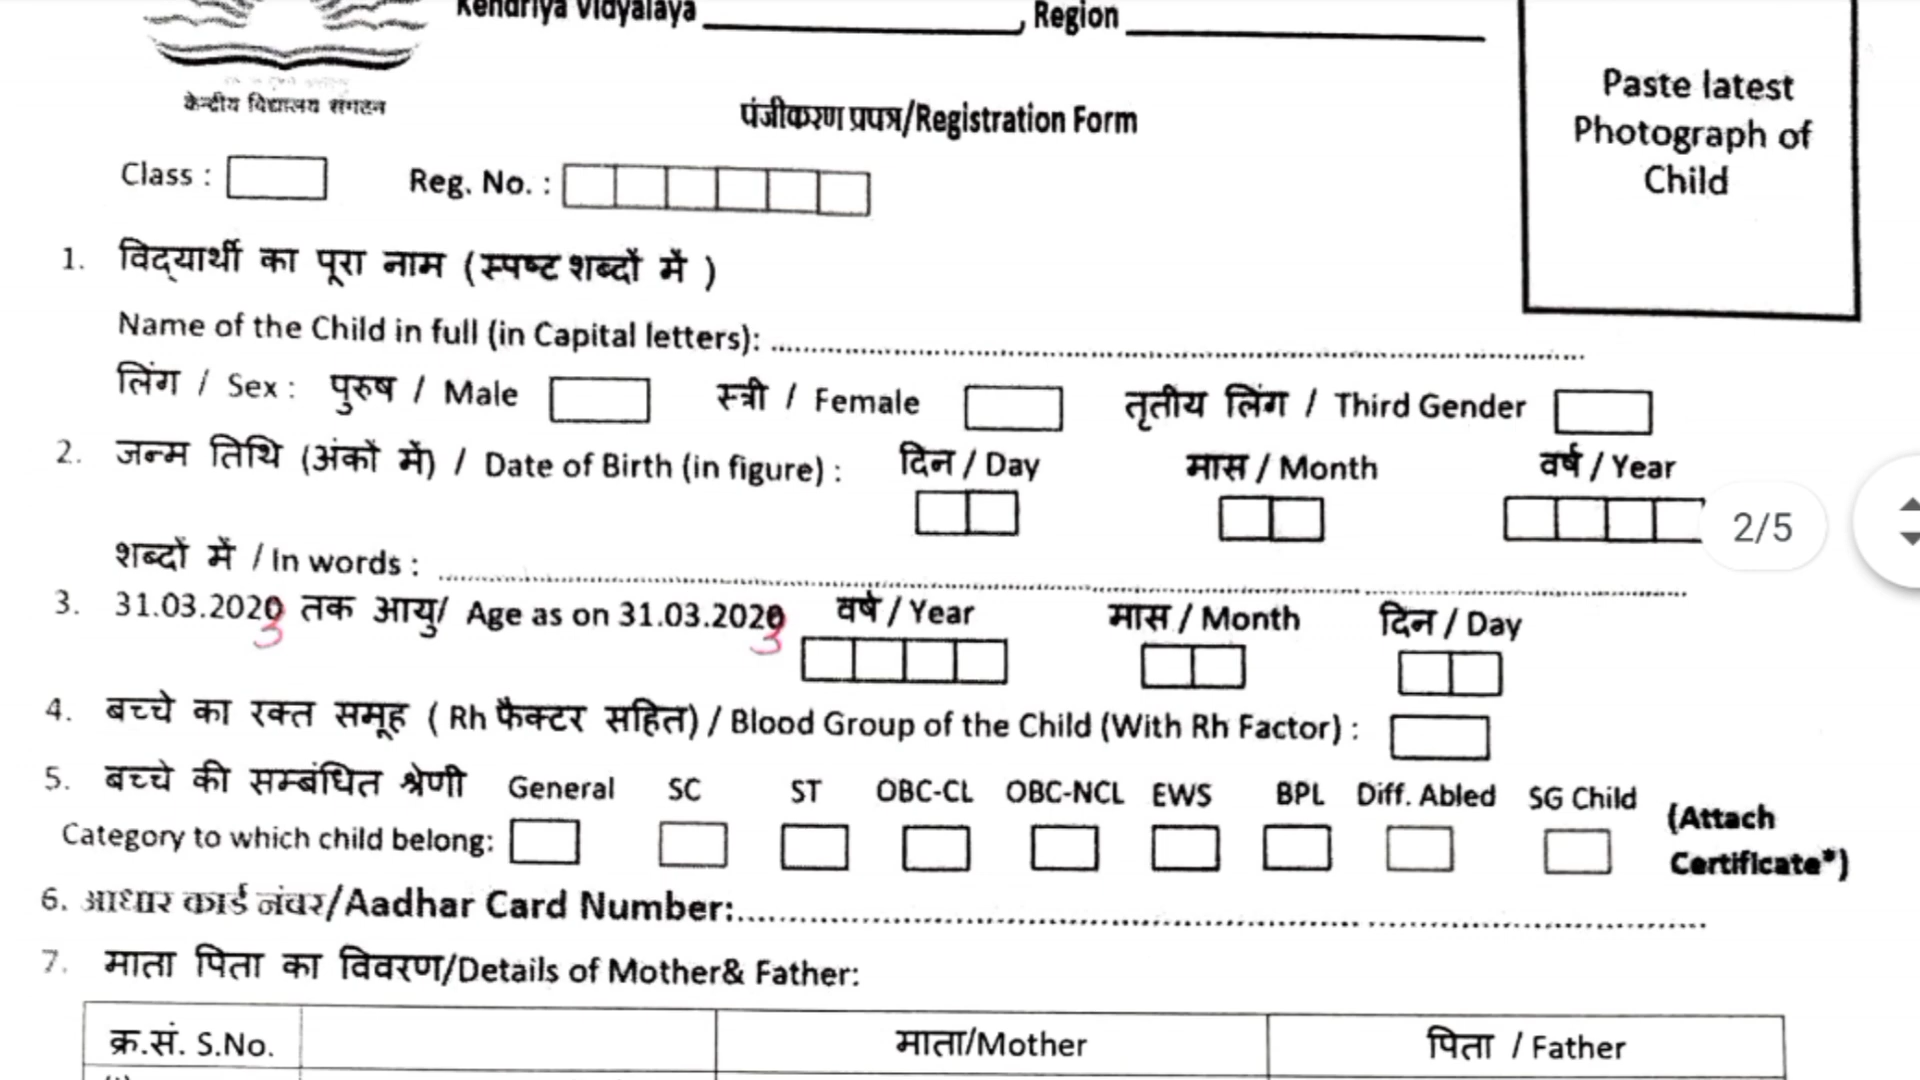 Kendriya Vidyalaya ____________________, Region ____________________
केन्द्रीय विद्यालय संगठन
पंजीकरण प्रपत्र/Registration Form
Paste latest
Photograph of
Child
Class : Reg. No. :
1. विद्यार्थी का पूरा नाम (स्पष्ट शब्दों में )
Name of the Child in full (in Capital letters): ....................
लिंग / Sex : पुरुष / Male स्त्री / Female तृतीय लिंग / Third Gender
2. जन्म तिथि (अंकों में) / Date of Birth (in figure) : दिन / Day मास / Month वर्ष / Year
2/5
शब्दों में / In words : ....................
3. 31.03.2020 3 तक आयु/ Age as on 31.03.2020 3 वर्ष / Year मास / Month दिन / Day
4. बच्चे का रक्त समूह ( Rh फैक्टर सहित) / Blood Group of the Child (With Rh Factor) :
5. बच्चे की सम्बंधित श्रेणी General SC ST OBC-CL OBC-NCL EWS BPL Diff. Abled SG Child (Attach
Category to which child belong: Certificate*)
6. आधार कार्ड नंबर/Aadhar Card Number:....................
7. माता पिता का विवरण/Details of Mother& Father:
क्र.सं. S.No. माता/Mother पिता / Father